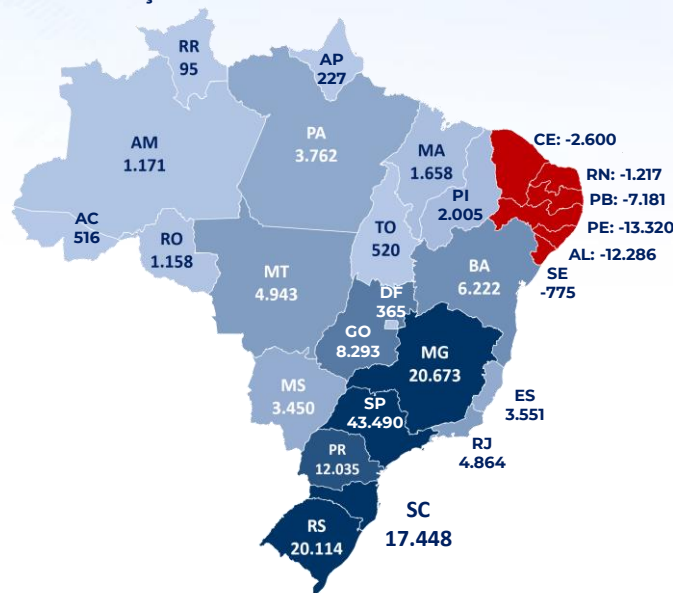 RR
95
AP
227
AM
1.171
PA
3.762
MA
1.658
CE: -2.600
RN: -1.217
PI
2.005
PB: -7.181
AC
516
RO
1.158
TO
520
PE: -13.320
AL: -12.286
SE
-775
MT
4.943
BA
6.222
DF
365
GO
8.293
MG
20.673
MS
3.450
SP
43.490
ES
3.551
RJ
4.864
PR
12.035
SC
17.448
RS
20.114